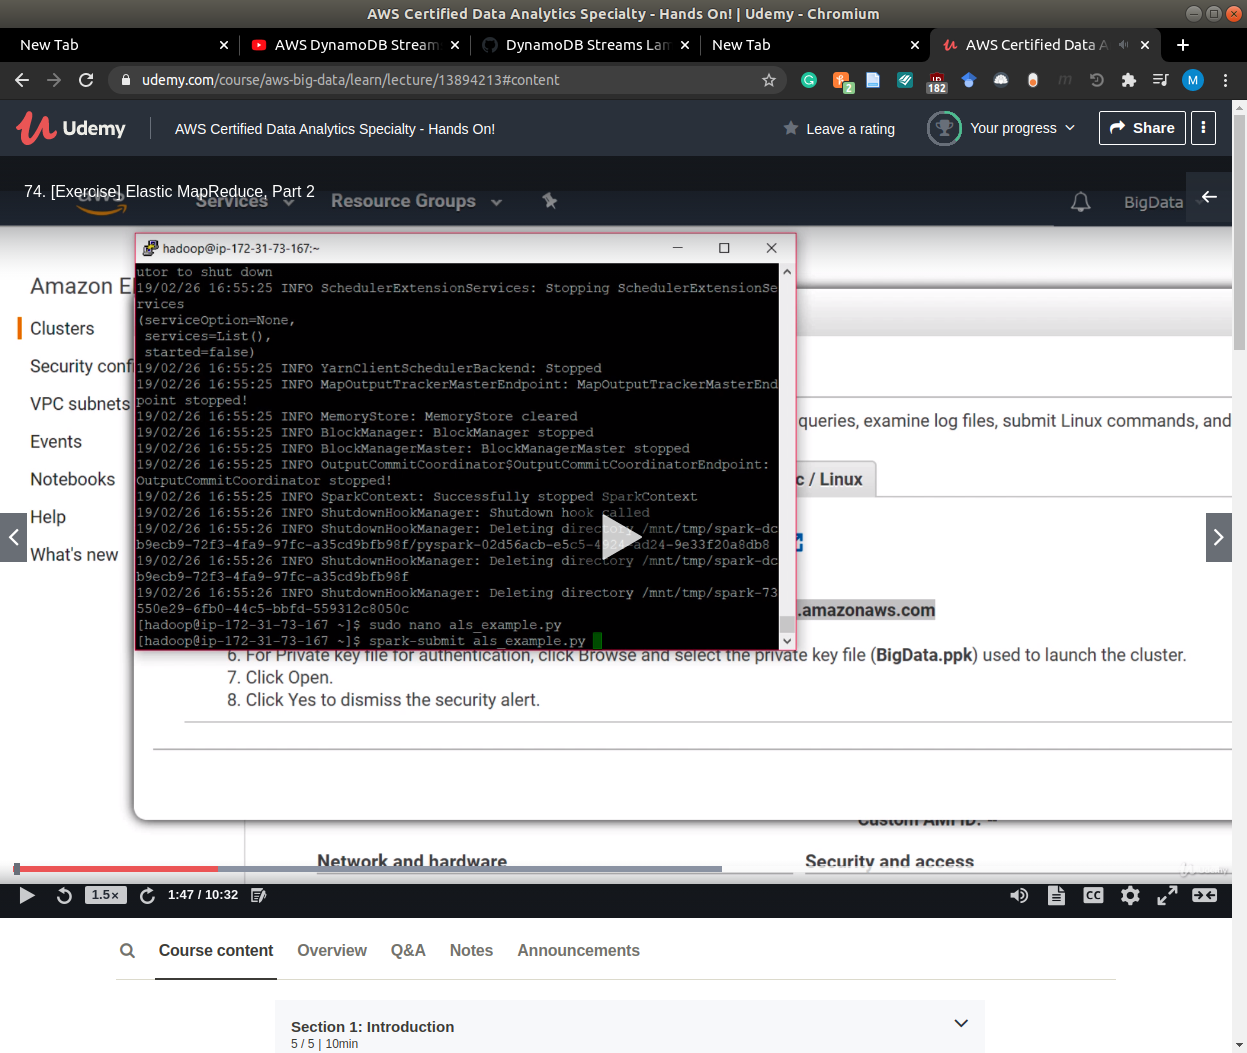 AWS Certified Data Analytics Specialty - Hands On! | Udemy - Chromium
New Tab
AWS DynamoDB Stream
DynamoDB Streams Lam
New Tab
AWS Certified Data A
udemy.com/course/aws-big-data/learn/lecture/13894213#content
2
182
M
Udemy
AWS Certified Data Analytics Specialty - Hands On!
Leave a rating
Your progress
Share
74. [Exercise] Elastic MapReduce, Part 2
aws
Services
Resource Groups
BigData
hadoop@ip-172-31-73-167:~
utor to shut down
19/02/26 16:55:25 INFO SchedulerExtensionServices: Stopping SchedulerExtensionSe
rvices
(serviceOption=None,
services=List(),
started=false)
19/02/26 16:55:25 INFO YarnClientSchedulerBackend: Stopped
19/02/26 16:55:25 INFO MapOutputTrackerMasterEndpoint: MapOutputTrackerMasterEnd
point stopped!
19/02/26 16:55:25 INFO MemoryStore: MemoryStore cleared
19/02/26 16:55:25 INFO BlockManager: BlockManager stopped
19/02/26 16:55:25 INFO BlockManagerMaster: BlockManagerMaster stopped
19/02/26 16:55:25 INFO OutputCommitCoordinator$OutputCommitCoordinatorEndpoint:
OutputCommitCoordinator stopped!
19/02/26 16:55:25 INFO SparkContext: Successfully stopped SparkContext
19/02/26 16:55:25 INFO ShutdownHookManager: Shutdown hook called
19/02/26 16:55:25 INFO ShutdownHookManager: Deleting directory /mnt/tmp/spark-dc
b9ecb9-72f3-4fa9-97fc-a35cd9bfb98f/pyspark-02d56acb-e5c5-4924-ad24-9e33f20a8db8
19/02/26 16:55:26 INFO ShutdownHookManager: Deleting directory /mnt/tmp/spark-dc
b9ecb9-72f3-4fa9-97fc-a35cd9bfb98f
19/02/26 16:55:26 INFO ShutdownHookManager: Deleting directory /mnt/tmp/spark-73
550e29-6fb0-44c5-bbfd-559312c8050c
[hadoop@ip-172-31-73-167 ~]$ sudo nano als_example.py
[hadoop@ip-172-31-73-167 ~]$ spark-submit als_example.py
Amazon E
Clusters
Security conf
VPC subnets
Events
Notebooks
Help
What's new
queries, examine log files, submit Linux commands, and
c / Linux
.amazonaws.com
6. For Private key file for authentication, click Browse and select the private key file (BigData.ppk) used to launch the cluster.
7. Click Open.
8. Click Yes to dismiss the security alert.
Custom AMI ID: --
Network and hardware
Security and access
Udemy
1.5×
1:47 / 10:32
CC
Course content
Overview
Q&A
Notes
Announcements
Section 1: Introduction
5 / 5 | 10min